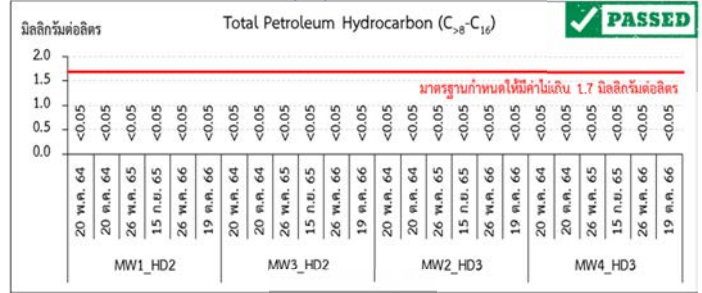 Total Petroleum Hydrocarbon (C>8-C16)
PASSED
มิลลิกรัมต่อลิตร
2.0
1.5
มาตรฐานกำหนดให้มีค่าไม่เกิน 1.7 มิลลิกรัมต่อลิตร
1.0
0.5
0.0
<0.05 <0.05 <0.05 <0.05 <0.05 <0.05 <0.05 <0.05 <0.05 <0.05 <0.05 <0.05 <0.05 <0.05 <0.05 <0.05 <0.05 <0.05 <0.05 <0.05 <0.05 <0.05 <0.05 <0.05
20 พ.ค. 64 20 ต.ค. 64 26 พ.ค. 65 15 ก.ย. 65 26 พ.ค. 66 19 ต.ค. 66 20 พ.ค. 64 20 ต.ค. 64 26 พ.ค. 65 15 ก.ย. 65 26 พ.ค. 66 19 ต.ค. 66 20 พ.ค. 64 20 ต.ค. 64 26 พ.ค. 65 15 ก.ย. 65 26 พ.ค. 66 19 ต.ค. 66 20 พ.ค. 64 20 ต.ค. 64 26 พ.ค. 65 15 ก.ย. 65 26 พ.ค. 66 19 ต.ค. 66
MW1_HD2 MW3_HD2 MW2_HD3 MW4_HD3